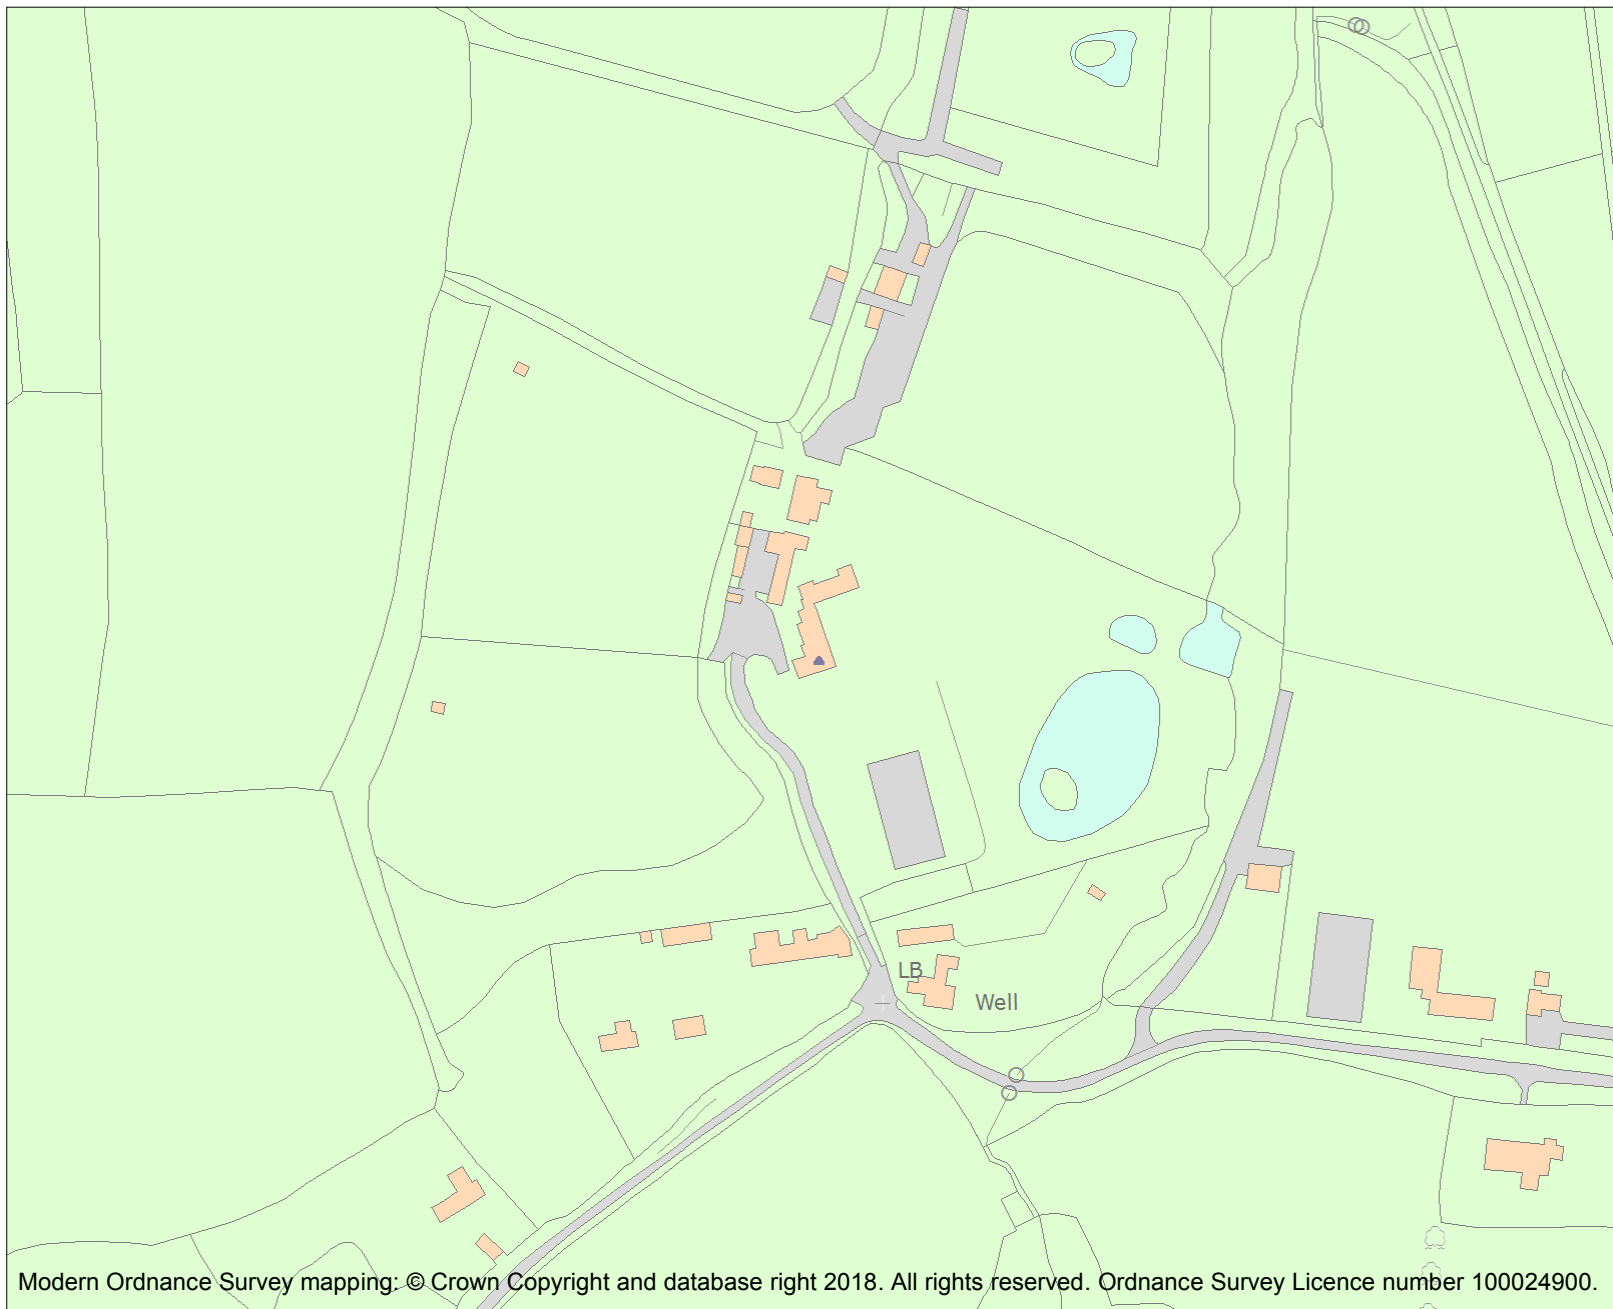 LB
Well
Modern Ordnance Survey mapping: © Crown Copyright and database right 2018. All rights reserved. Ordnance Survey Licence number 100024900.